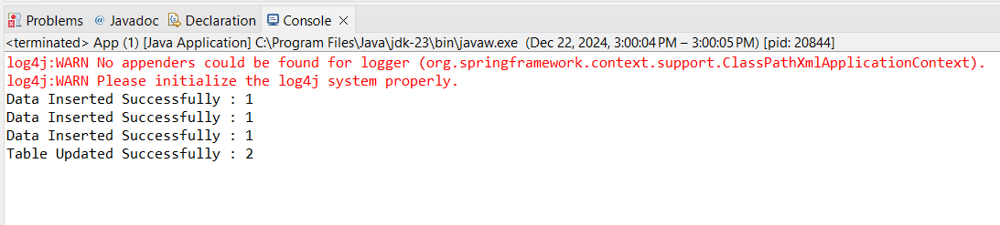 Problems @ Javadoc Declaration Console ×
<terminated> App (1) [Java Application] C:\Program Files\Java\jdk-23\bin\javaw.exe (Dec 22, 2024, 3:00:04 PM – 3:00:05 PM) [pid: 20844]
log4j:WARN No appenders could be found for logger (org.springframework.context.support.ClassPathXmlApplicationContext).
log4j:WARN Please initialize the log4j system properly.
Data Inserted Successfully : 1
Data Inserted Successfully : 1
Data Inserted Successfully : 1
Table Updated Successfully : 2